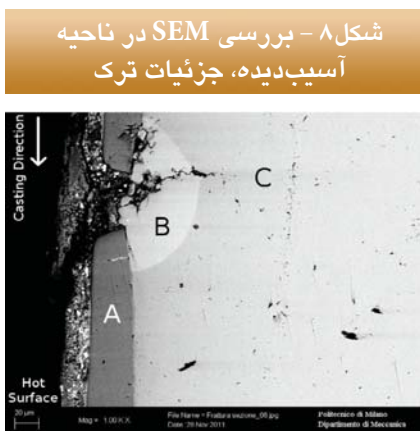 شکل۸ – بررسی SEM در ناحیه
آسیب‌دیده، جزئیات ترک
Casting Direction
C
B
A
Hot
Surface
20 µm
Mag = 1.00 K X
File Name = Frattura sezione_06.jpg
Politecnico di Milano
Date :28 Nov 2011
Dipartimento di Meccanica